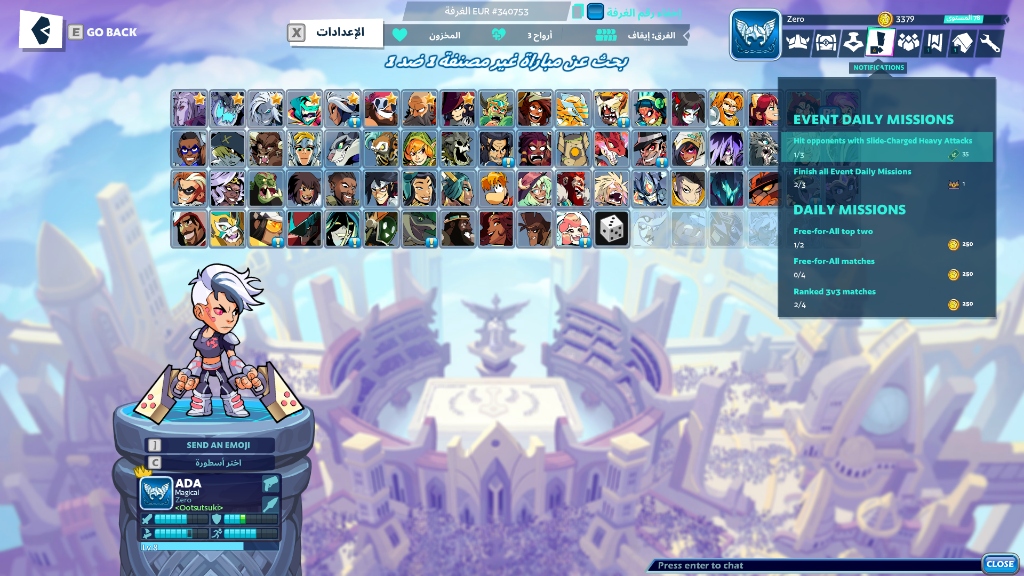 E GO BACK
X الإعدادات
الغرفة EUR #340753
المخزون
أرواح 3
الفرق: إيقاف
بحث عن مباراة غير مصنفة 1 ضد 1
Zero
3379
NOTIFICATIONS
EVENT DAILY MISSIONS
Hit opponents with Slide-Charged Heavy Attacks
1/3
35
Finish all Event Daily Missions
2/3
1
DAILY MISSIONS
Free-for-All top two
1/2
250
Free-for-All matches
0/4
250
Ranked 3v3 matches
2/4
250
SEND AN EMOJI
C اختر أسطورة
ADA
Magical
Zero
<Ootsutsuki>
Press enter to chat
CLOSE